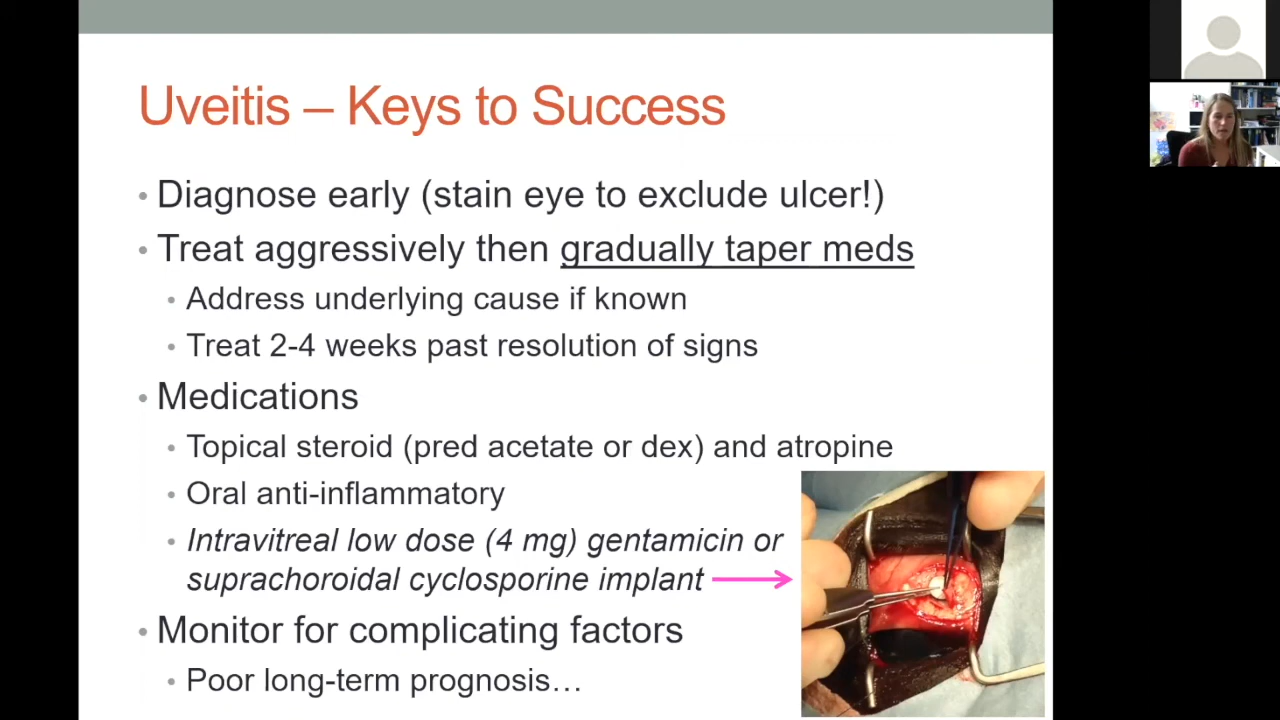 Uveitis – Keys to Success
• Diagnose early (stain eye to exclude ulcer!)
• Treat aggressively then gradually taper meds
• Address underlying cause if known
• Treat 2-4 weeks past resolution of signs
• Medications
• Topical steroid (pred acetate or dex) and atropine
• Oral anti-inflammatory
• Intravitreal low dose (4 mg) gentamicin or
suprachoroidal cyclosporine implant
• Monitor for complicating factors
• Poor long-term prognosis…